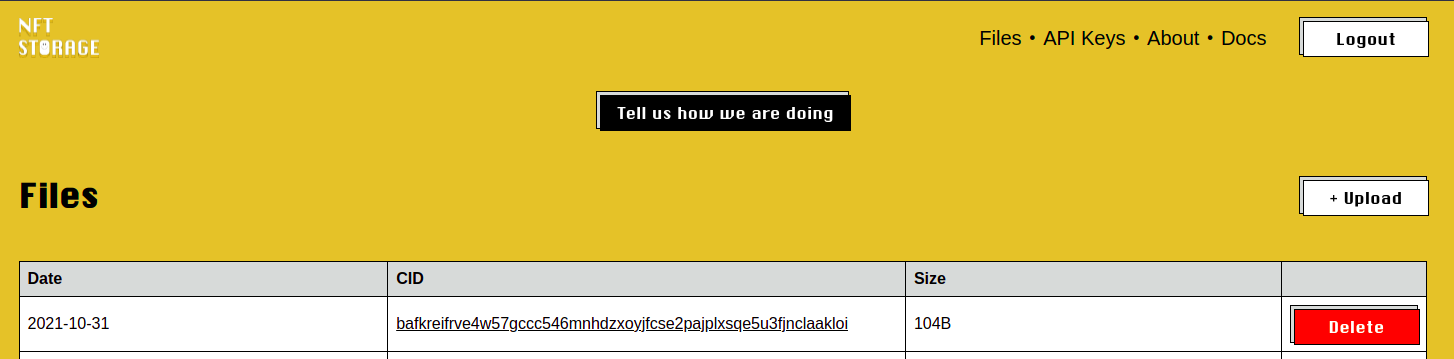 NFT
STORAGE
Files • API Keys • About • Docs
Logout
Tell us how we are doing
Files
+ Upload
Date CID Size
2021-10-31 bafkreifrve4w57gccc546mnhdzxoyjfcse2pajplxsqe5u3fjnclaakloi 104B Delete